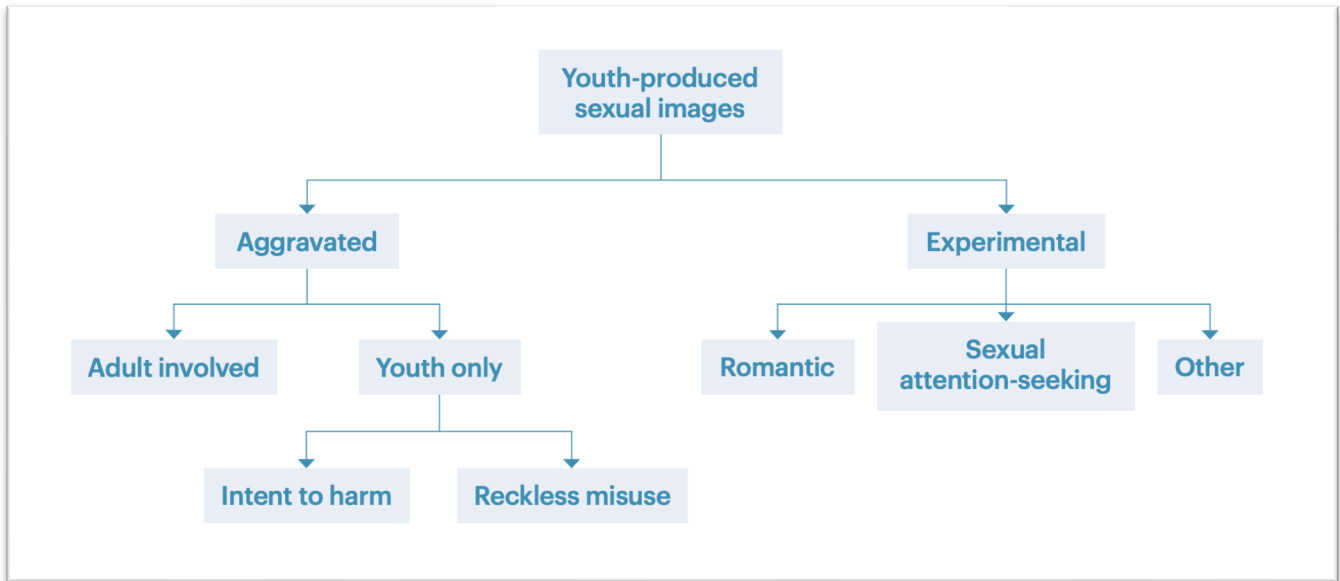 Youth-produced
sexual images
Aggravated
Experimental
Adult involved
Youth only
Romantic
Sexual
attention-seeking
Other
Intent to harm
Reckless misuse